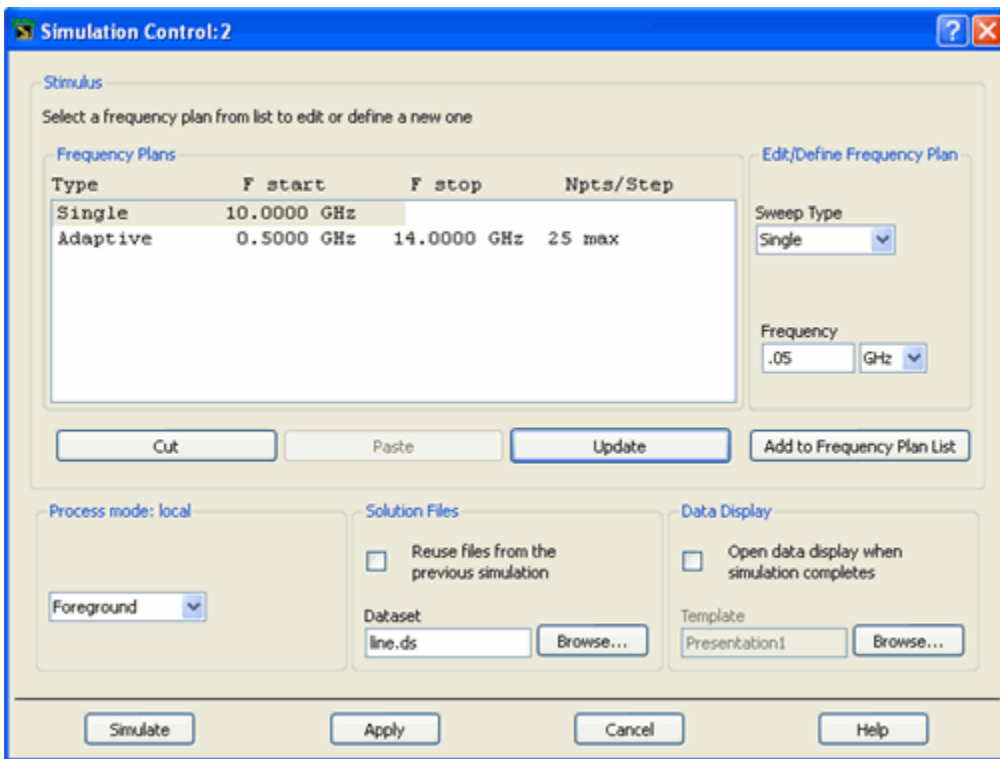 Simulation Control:2
Stimulus
Select a frequency plan from list to edit or define a new one
Frequency Plans
Type F start F stop Npts/Step
Single 10.0000 GHz
Adaptive 0.5000 GHz 14.0000 GHz 25 max
Edit/Define Frequency Plan
Sweep Type
Single
Frequency
.05 GHz
Cut Paste Update Add to Frequency Plan List
Process mode: local
Foreground
Solution Files
Reuse files from the
previous simulation
Dataset
line.ds Browse...
Data Display
Open data display when
simulation completes
Template
Presentation1 Browse...
Simulate Apply Cancel Help